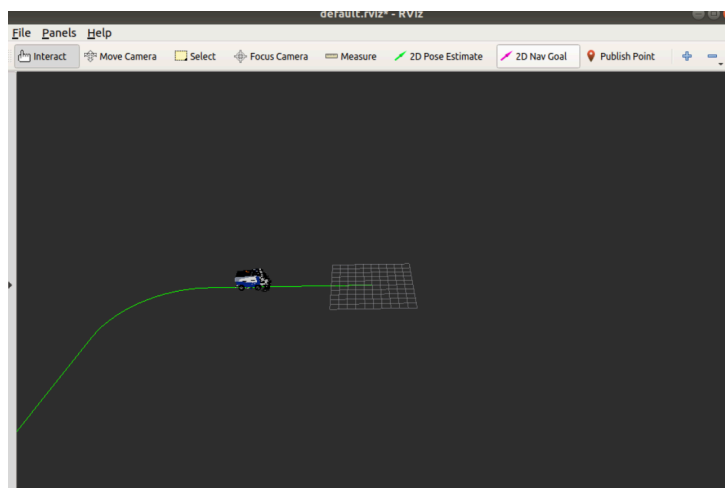 default.rviz* - RViz
File Panels Help
Interact Move Camera Select Focus Camera Measure 2D Pose Estimate 2D Nav Goal Publish Point